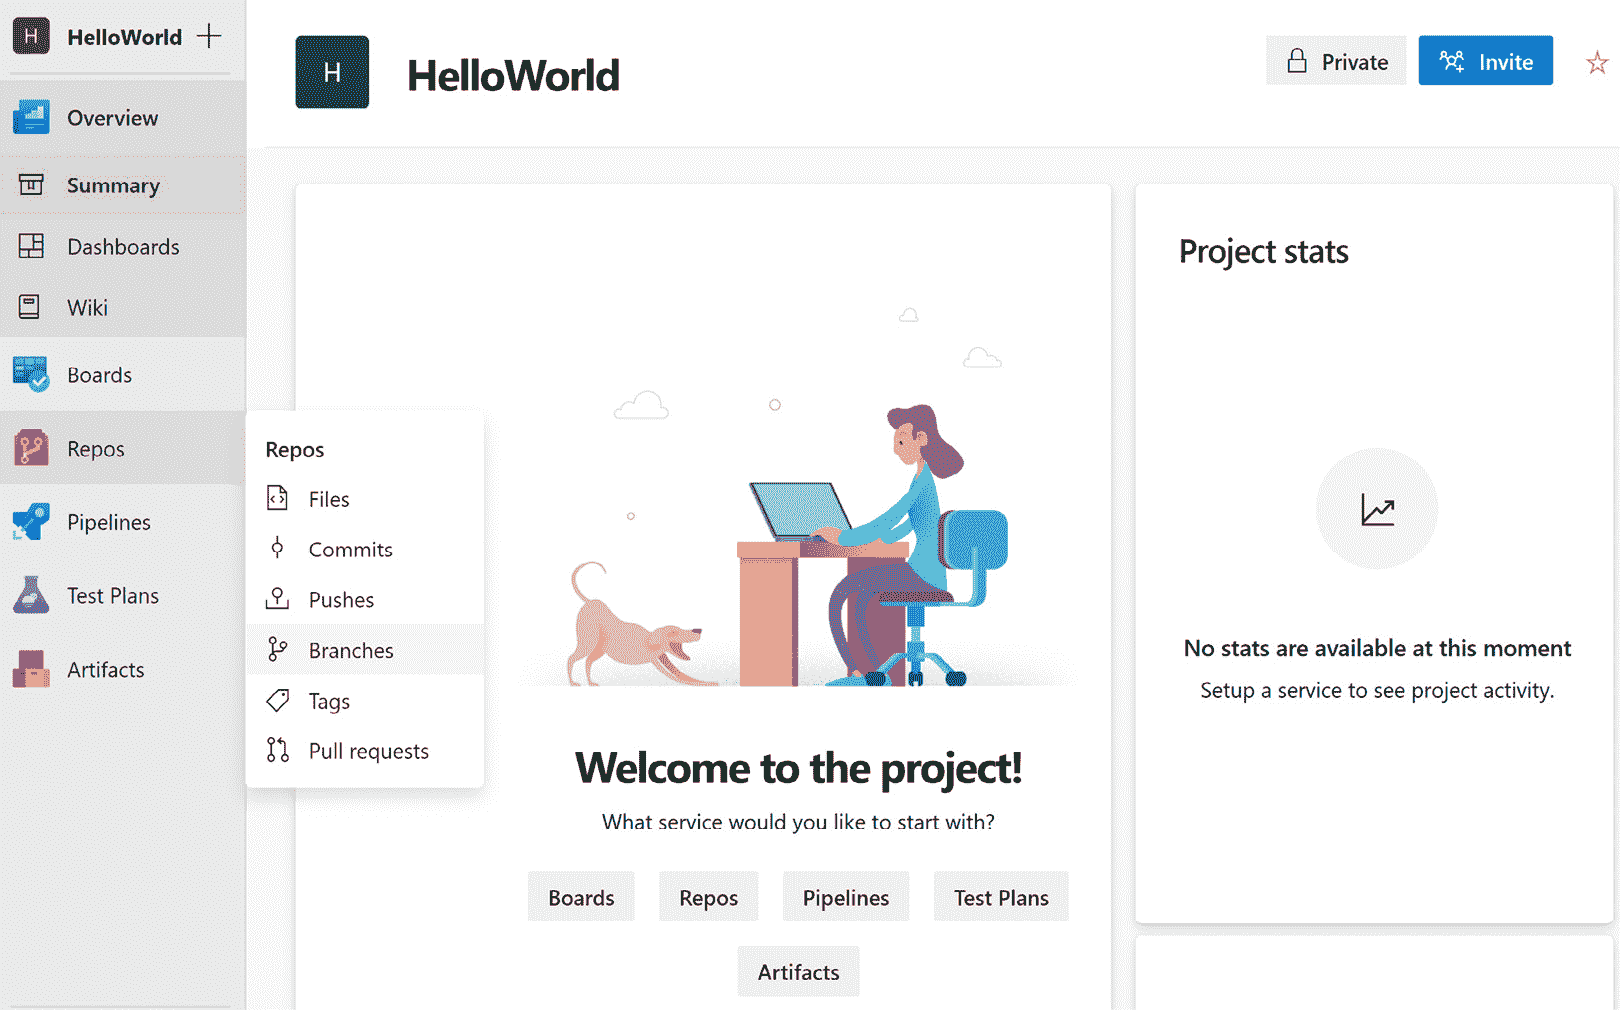 H HelloWorld
Overview
Summary
Dashboards
Wiki
Boards
Repos
Pipelines
Test Plans
Artifacts
Repos
Files
Commits
Pushes
Branches
Tags
Pull requests
H HelloWorld
Private
Invite
Welcome to the project!
What service would you like to start with?
Boards Repos Pipelines Test Plans
Artifacts
Project stats
No stats are available at this moment
Setup a service to see project activity.